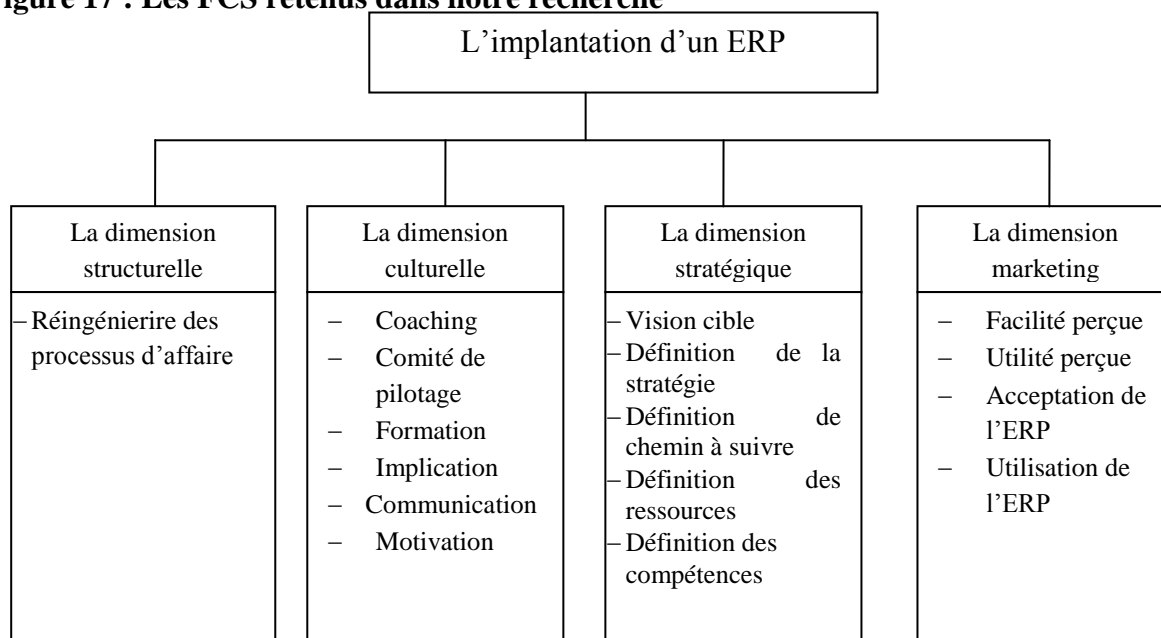 Figure 17 : Les FCS retenus dans notre recherche
L’implantation d’un ERP
La dimension
structurelle
– Réingénierire des
processus d’affaire
La dimension
culturelle
– Coaching
– Comité de
pilotage
– Formation
– Implication
– Communication
– Motivation
La dimension
stratégique
– Vision cible
– Définition de la
stratégie
– Définition de
chemin à suivre
– Définition des
ressources
– Définition des
compétences
La dimension
marketing
– Facilité perçue
– Utilité perçue
– Acceptation de
l’ERP
– Utilisation de
l’ERP